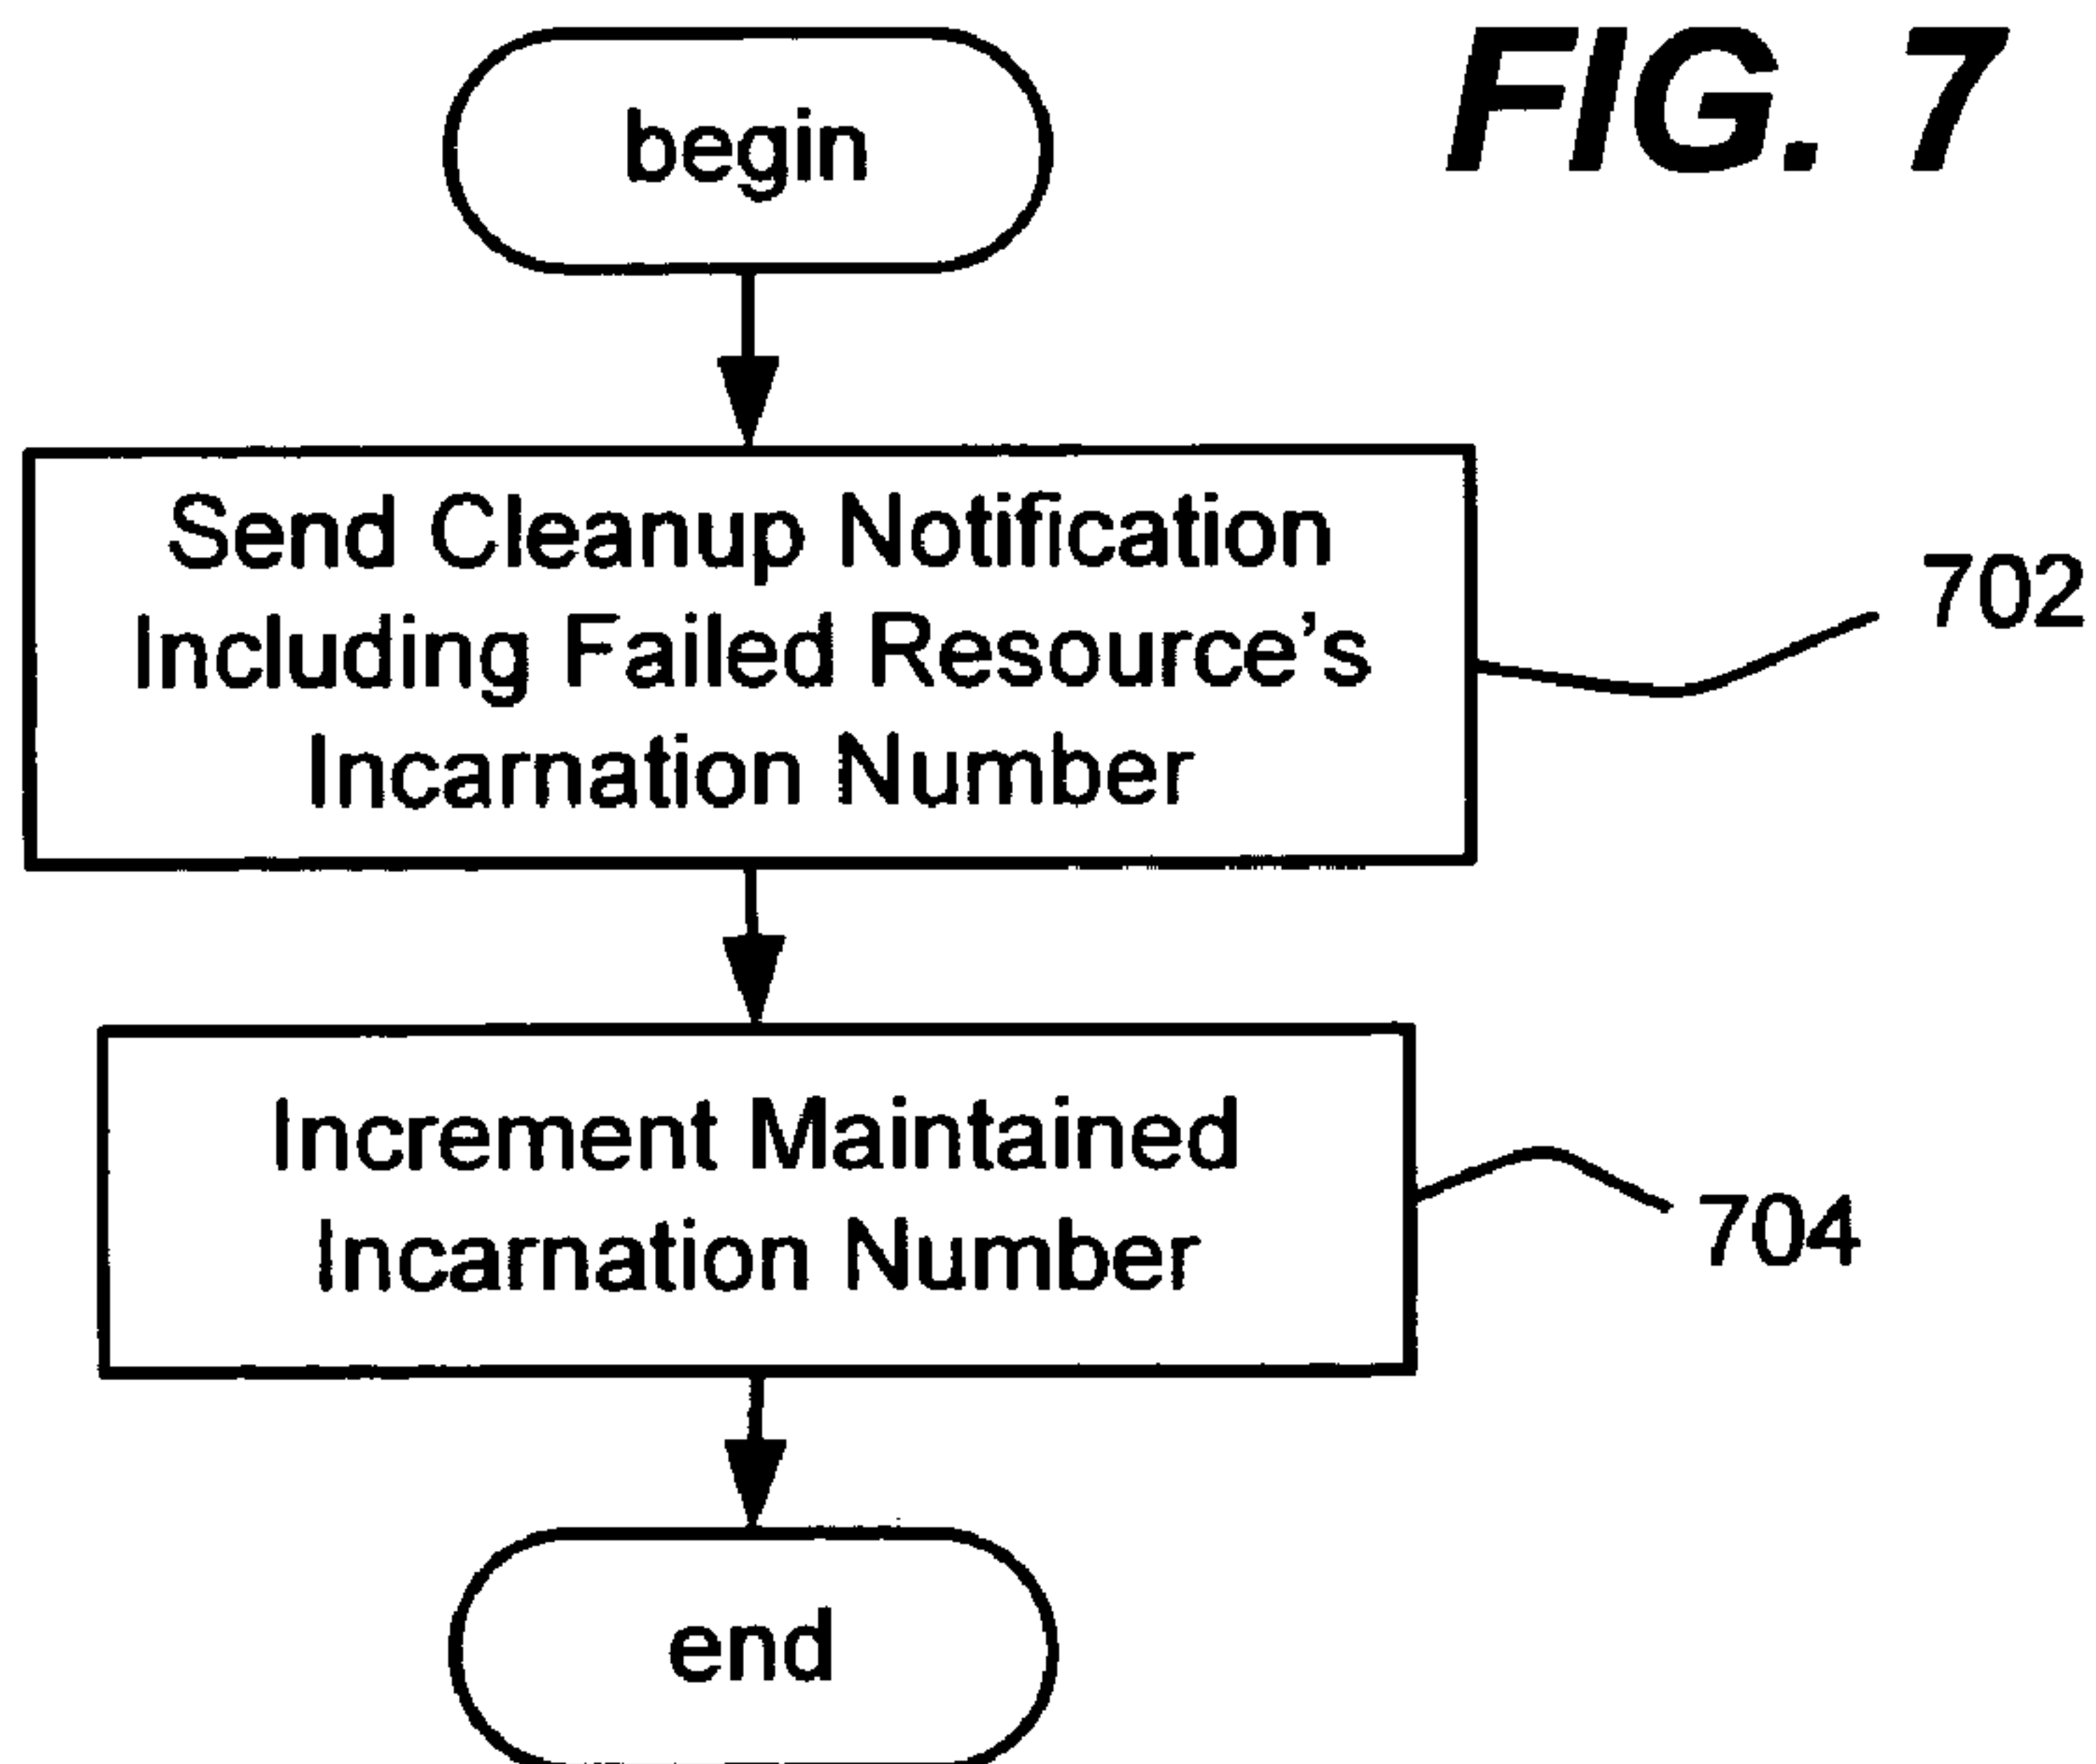 FIG. 7
begin
Send Cleanup Notification
Including Failed Resource's
Incarnation Number
702
Increment Maintained
Incarnation Number
704
end